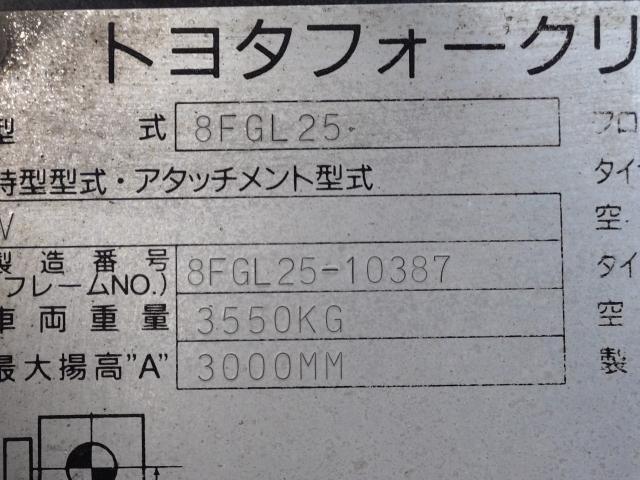 トヨタフォークリ
型 式 8FGL25 フロ
特型型式・アタッチメント型式 タイ
V 空
製造番号
(フレームNO.) 8FGL25-10387 タイ
車両重量 3550KG 空
最大揚高"A" 3000MM 製